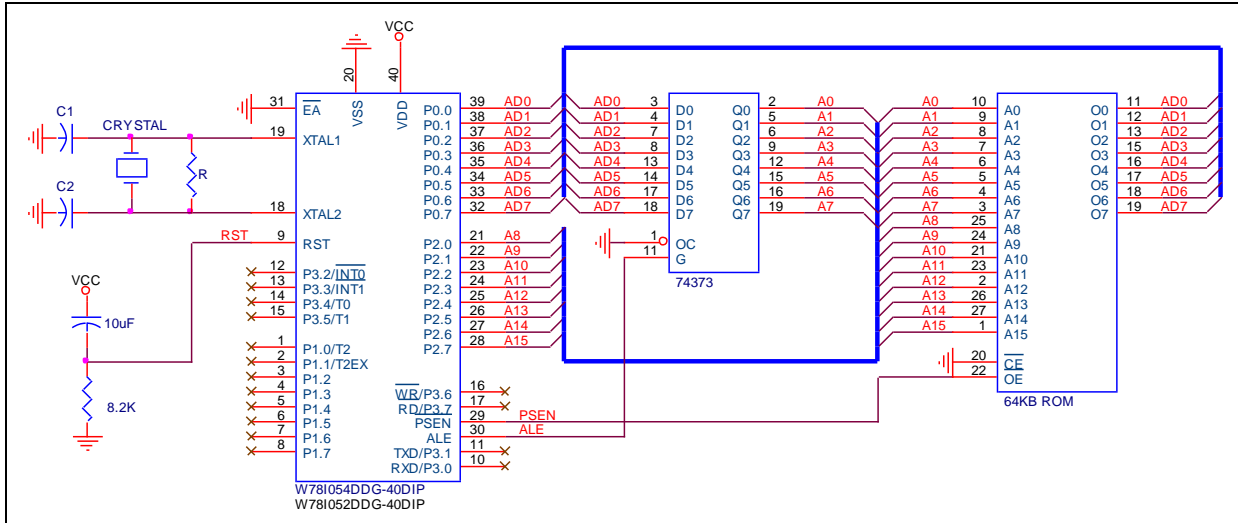 VCC
20
40
VSS
VDD
31
EA
C1
CRYSTAL
19
XTAL1
R
C2
18
XTAL2
RST
9
RST
VCC
10uF
8.2K
12
P3.2/INT0
13
P3.3/INT1
14
P3.4/T0
15
P3.5/T1
1
P1.0/T2
2
P1.1/T2EX
3
P1.2
4
P1.3
5
P1.4
6
P1.5
7
P1.6
8
P1.7
P0.0 39 AD0
P0.1 38 AD1
P0.2 37 AD2
P0.3 36 AD3
P0.4 35 AD4
P0.5 34 AD5
P0.6 33 AD6
P0.7 32 AD7
P2.0 21 A8
P2.1 22 A9
P2.2 23 A10
P2.3 24 A11
P2.4 25 A12
P2.5 26 A13
P2.6 27 A14
P2.7 28 A15
WR/P3.6 16
RD/P3.7 17
PSEN 29 PSEN
ALE 30 ALE
TXD/P3.1 11
RXD/P3.0 10
W78I054DDG-40DIP
W78I052DDG-40DIP
AD0 3 D0 Q0 2 A0
AD1 4 D1 Q1 5 A1
AD2 7 D2 Q2 6 A2
AD3 8 D3 Q3 9 A3
AD4 13 D4 Q4 12 A4
AD5 14 D5 Q5 15 A5
AD6 17 D6 Q6 16 A6
AD7 18 D7 Q7 19 A7
1 OC
11 G
74373
A0 10 A0 O0 11 AD0
A1 9 A1 O1 12 AD1
A2 8 A2 O2 13 AD2
A3 7 A3 O3 15 AD3
A4 6 A4 O4 16 AD4
A5 5 A5 O5 17 AD5
A6 4 A6 O6 18 AD6
A7 3 A7 O7 19 AD7
A8 25 A8
A9 24 A9
A10 21 A10
A11 23 A11
A12 2 A12
A13 26 A13
A14 27 A14
A15 1 A15
20 CE
22 OE
64KB ROM